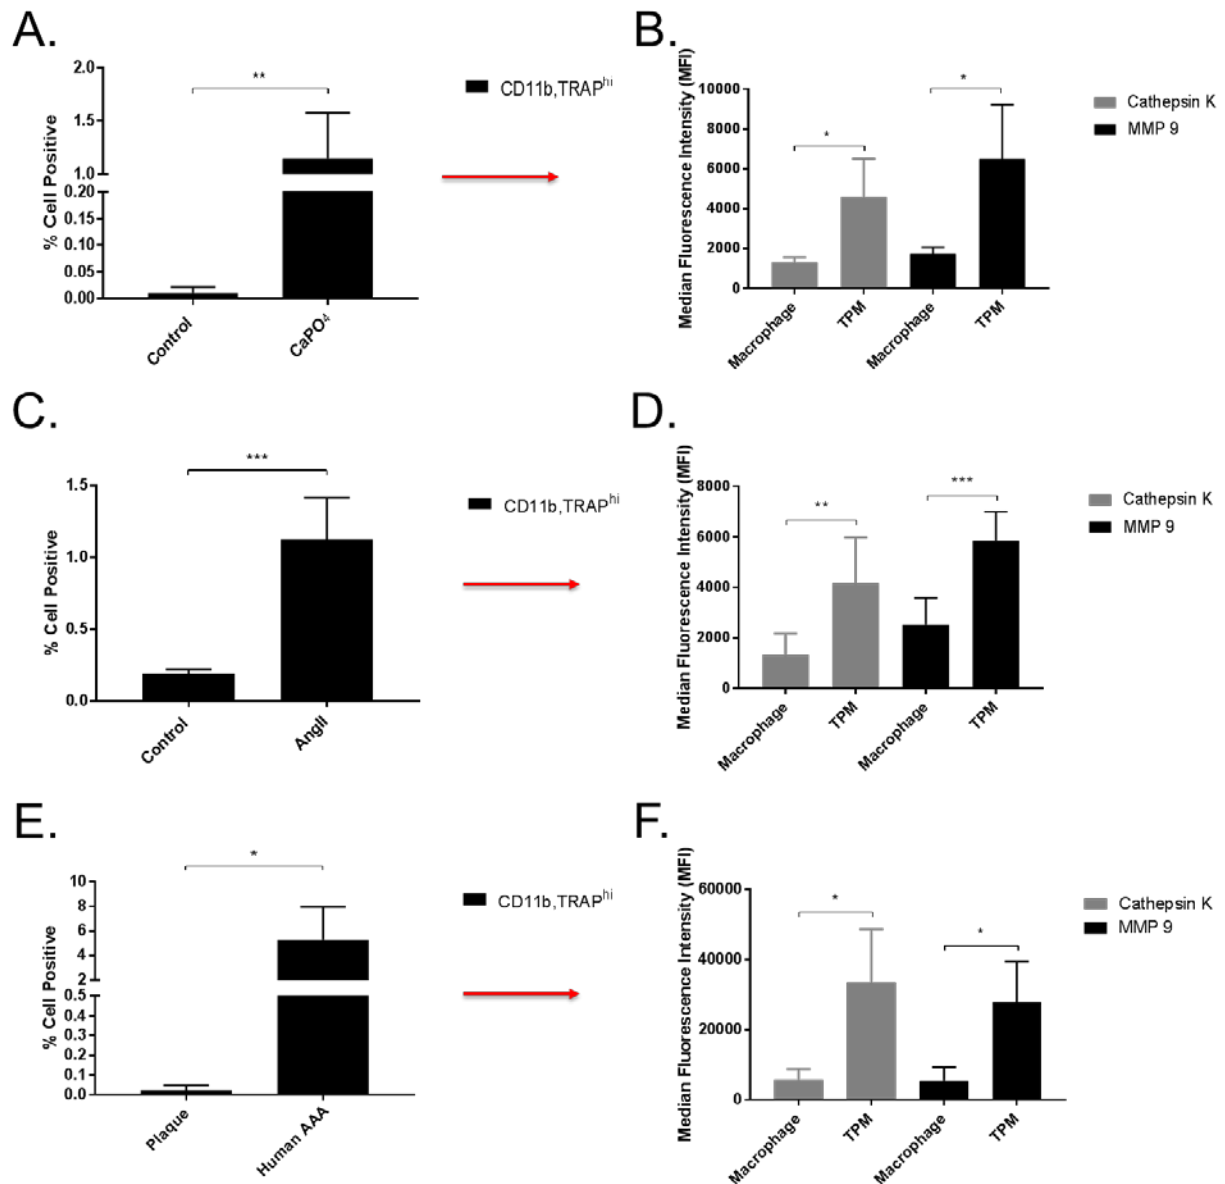 A.
**
2.0
1.5
1.0
0.20
0.15
0.10
0.05
0.00
% Cell Positive
Control
CaPO4
CD11b,TRAPhi
B.
Median Fluorescence Intensity (MFI)
10000
8000
6000
4000
2000
0
*
*
Macrophage
TPM
Macrophage
TPM
Cathepsin K
MMP 9
C.
***
1.5
1.0
0.5
0.0
% Cell Positive
Control
AngII
CD11b,TRAPhi
D.
Median Fluorescence Intensity (MFI)
8000
6000
4000
2000
0
**
***
Macrophage
TPM
Macrophage
TPM
Cathepsin K
MMP 9
E.
*
10
8
6
4
2
0.5
0.4
0.3
0.2
0.1
0.0
% Cell Positive
Plaque
Human AAA
CD11b,TRAPhi
F.
Median Fluorescence Intensity (MFI)
60000
40000
20000
0
*
*
Macrophage
TPM
Macrophage
TPM
Cathepsin K
MMP 9